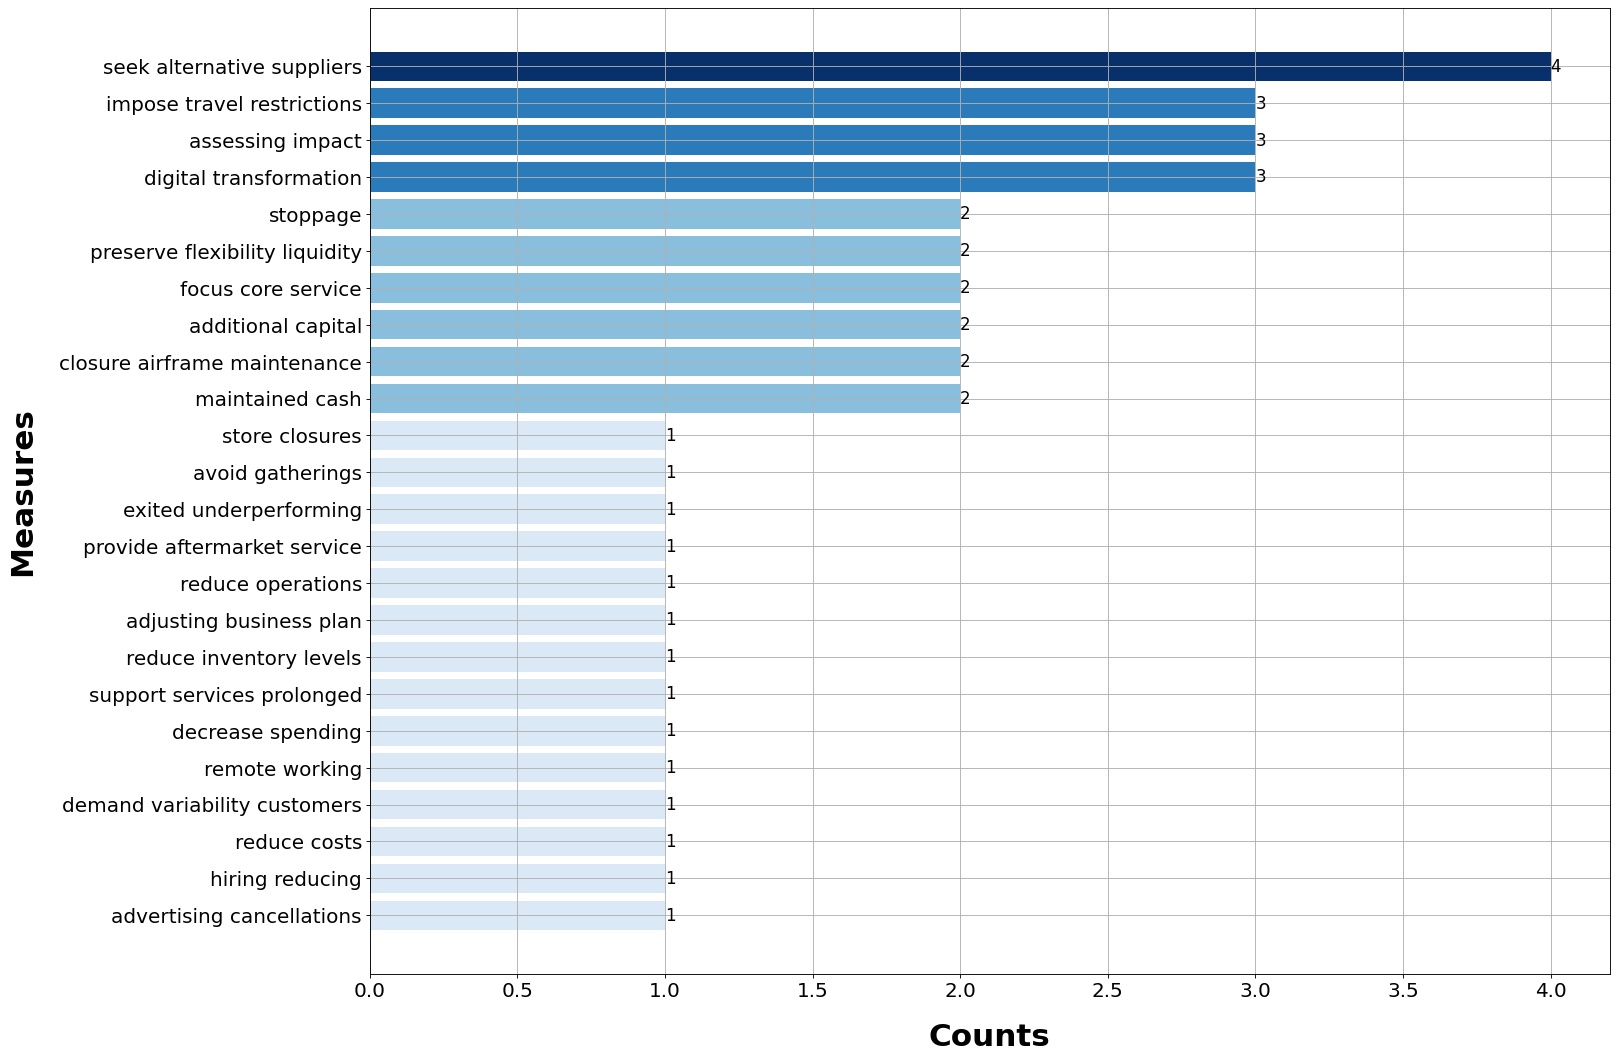 seek alternative suppliers 4
impose travel restrictions 3
assessing impact 3
digital transformation 3
stoppage 2
preserve flexibility liquidity 2
focus core service 2
additional capital 2
closure airframe maintenance 2
maintained cash 2
store closures 1
avoid gatherings 1
exited underperforming 1
provide aftermarket service 1
reduce operations 1
adjusting business plan 1
reduce inventory levels 1
support services prolonged 1
decrease spending 1
remote working 1
demand variability customers 1
reduce costs 1
hiring reducing 1
advertising cancellations 1
0.0 0.5 1.0 1.5 2.0 2.5 3.0 3.5 4.0
Counts
Measures